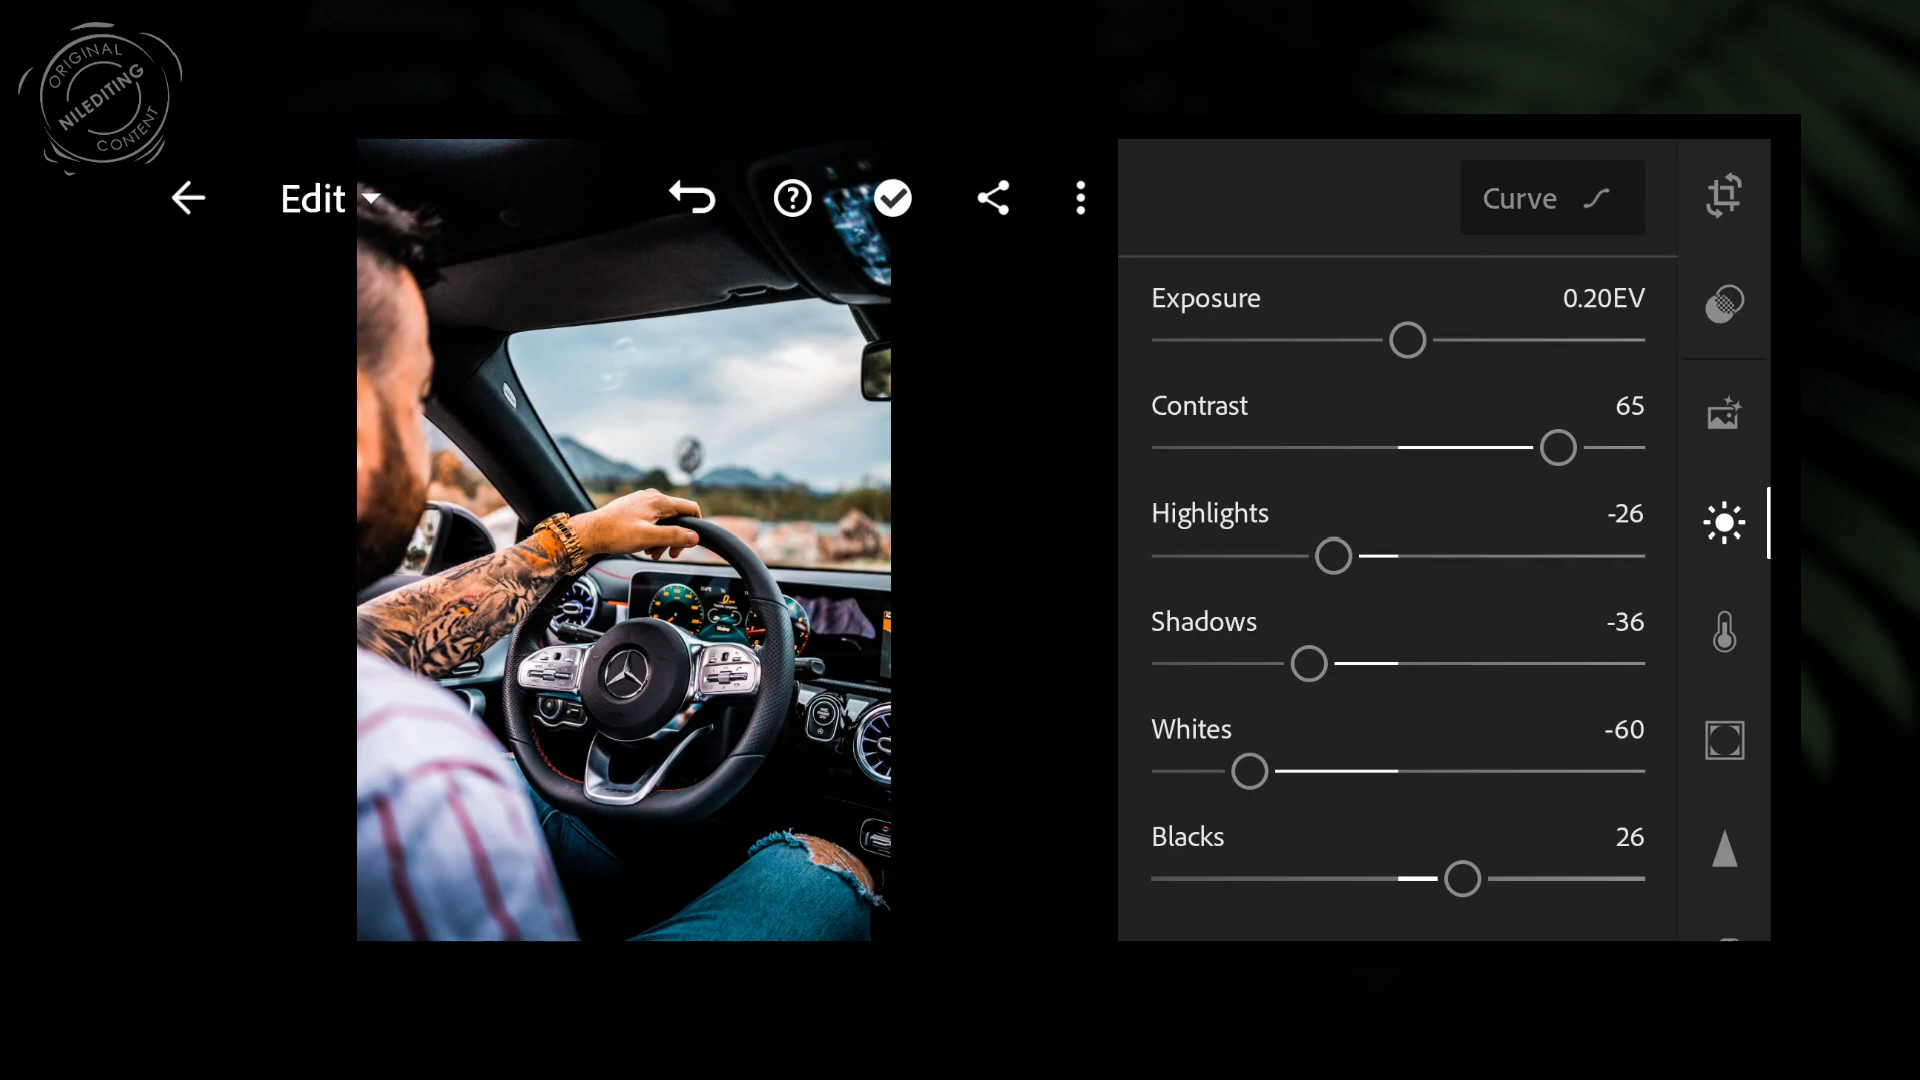 ORIGINAL
NILEDITING
CONTENT
Edit
Curve
Exposure 0.20EV
Contrast 65
Highlights -26
Shadows -36
Whites -60
Blacks 26